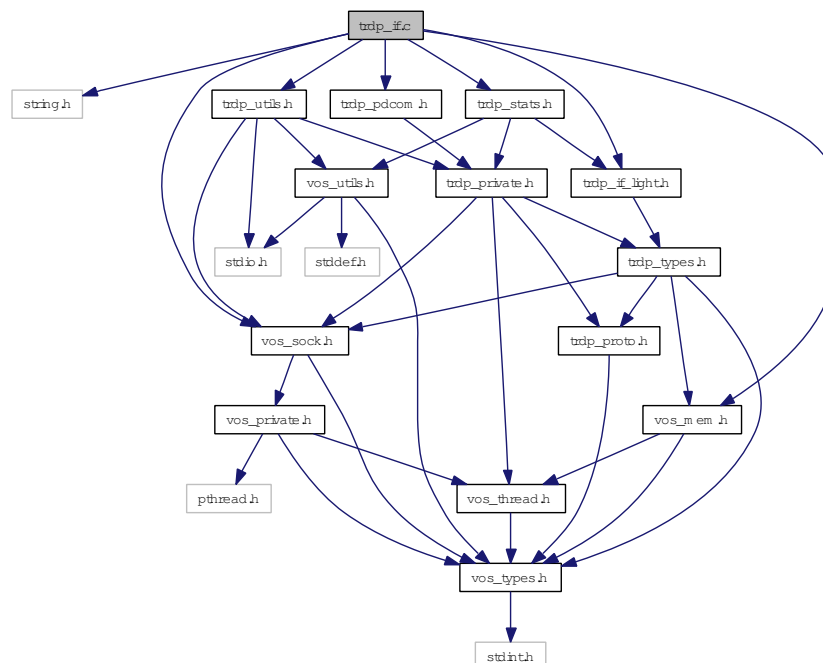 trdp_if.c
string.h
trdp_utils.h
trdp_pdcom.h
trdp_stats.h
vos_utils.h
trdp_private.h
trdp_if_light.h
stdio.h
stddef.h
trdp_types.h
vos_sock.h
trdp_proto.h
vos_private.h
vos_mem.h
pthread.h
vos_thread.h
vos_types.h
stdint.h